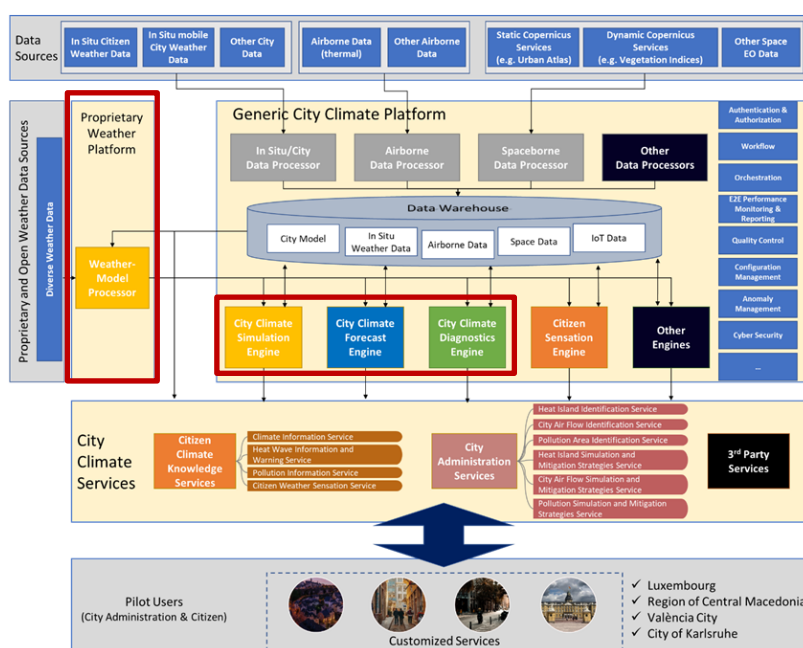 Data
Sources
In Situ Citizen
Weather Data
In Situ mobile
City Weather
Data
Other City
Data
Airborne Data
(thermal)
Other Airborne
Data
Static Copernicus
Services
(e.g. Urban Atlas)
Dynamic Copernicus
Services
(e.g. Vegetation Indices)
Other Space
EO Data
Proprietary and Open Weather Data Sources
Diverse Weather Data
Proprietary
Weather
Platform
Weather-
Model
Processor
Generic City Climate Platform
In Situ/City
Data Processor
Airborne
Data Processor
Spaceborne
Data Processor
Other
Data Processors
Data Warehouse
City Model
In Situ
Weather Data
Airborne Data
Space Data
IoT Data
City Climate
Simulation
Engine
City Climate
Forecast
Engine
City Climate
Diagnostics
Engine
Citizen
Sensation
Engine
Other
Engines
Authentication &
Authorization
Workflow
Orchestration
E2E Performance
Monitoring &
Reporting
Quality Control
Configuration
Management
Anomaly
Management
Cyber Security
...
City
Climate
Services
Citizen
Climate
Knowledge
Services
Climate Information Service
Heat Wave Information and
Warning Service
Pollution Information Service
Citizen Weather Sensation Service
City
Administration
Services
Heat Island Identification Service
City Air Flow Identification Service
Pollution Area Identification Service
Heat Island Simulation and
Mitigation Strategies Service
City Air Flow Simulation and
Mitigation Strategies Service
Pollution Simulation and Mitigation
Strategies Service
3rd Party
Services
Pilot Users
(City Administration & Citizen)
Customized Services
✓ Luxembourg
✓ Region of Central Macedonia
✓ València City
✓ City of Karlsruhe